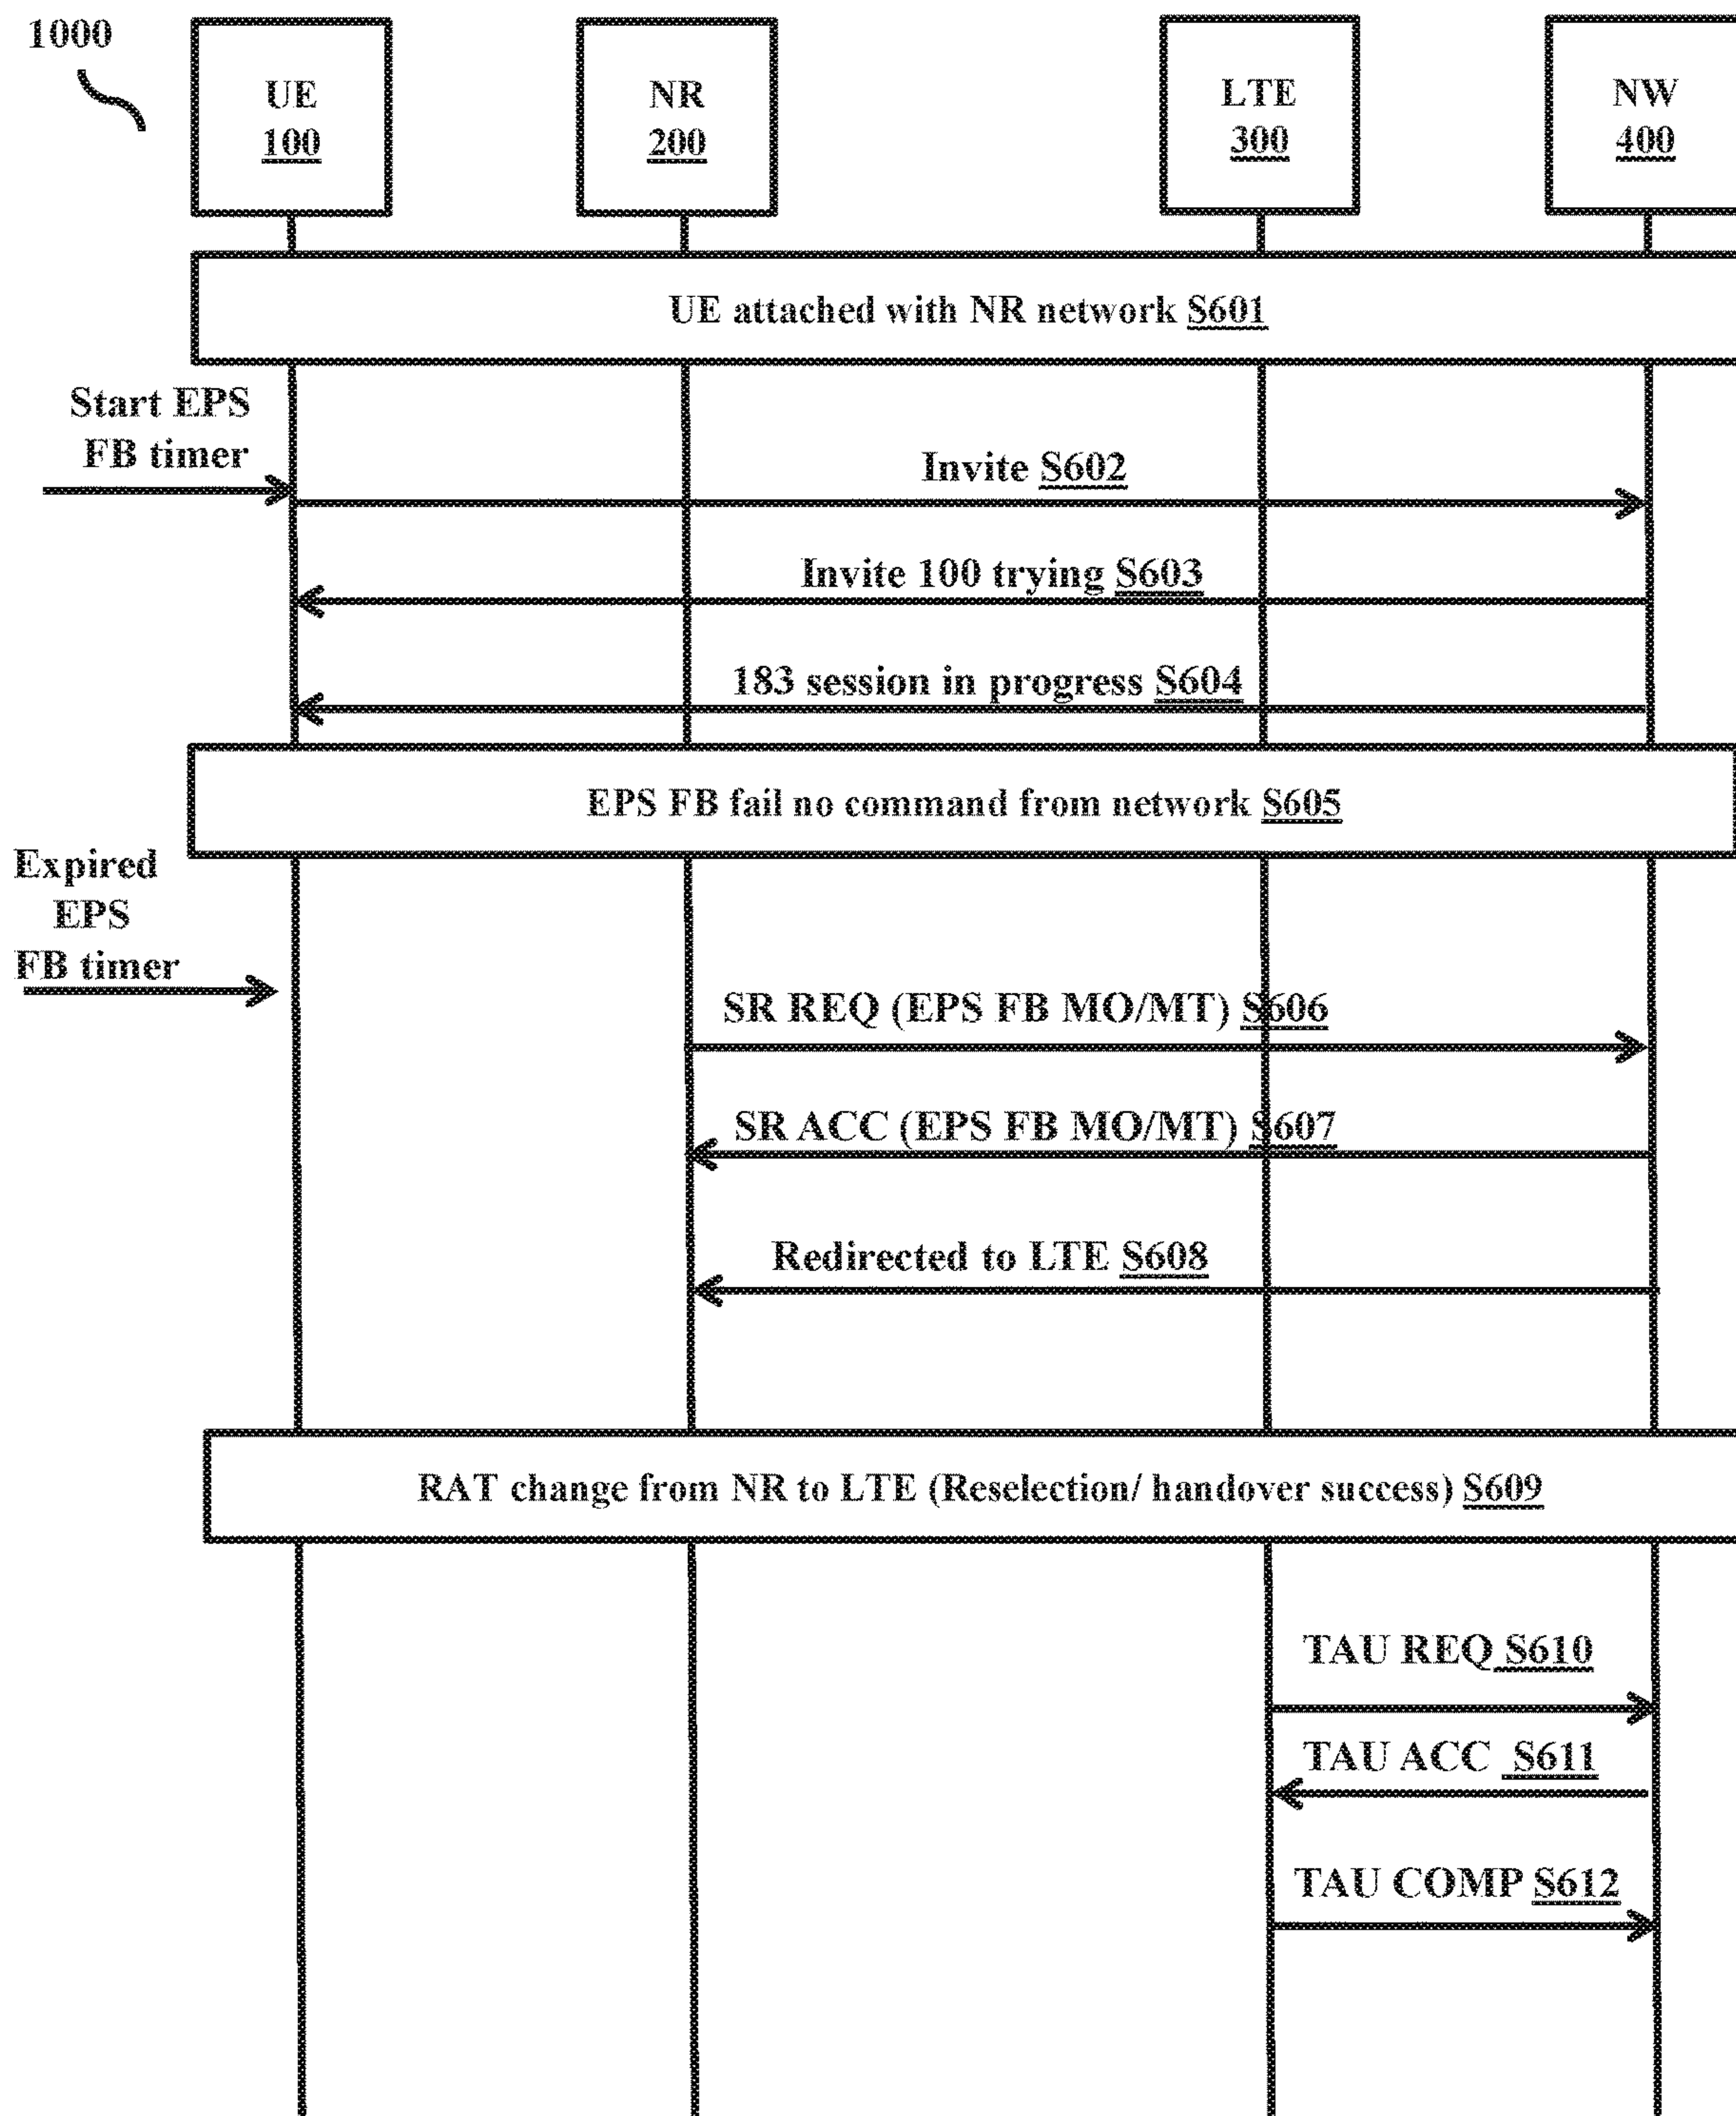 1000
UE
100
NR
200
LTE
300
NW
400
UE attached with NR network S601
Start EPS
FB timer
Invite S602
Invite 100 trying S603
183 session in progress S604
EPS FB fail no command from network S605
Expired
EPS
FB timer
SR REQ (EPS FB MO/MT) S606
SR ACC (EPS FB MO/MT) S607
Redirected to LTE S608
RAT change from NR to LTE (Reselection/ handover success) S609
TAU REQ S610
TAU ACC S611
TAU COMP S612